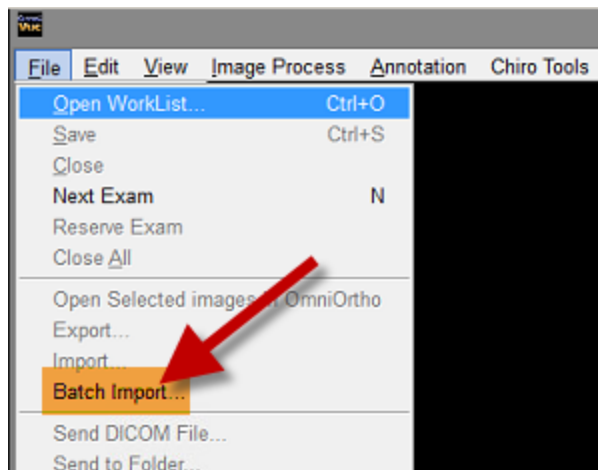 File Edit View Image Process Annotation Chiro Tools
Open WorkList... Ctrl+O
Save Ctrl+S
Close
Next Exam N
Reserve Exam
Close All
Open Selected images in OmniOrtho
Export...
Import...
Batch Import...
Send DICOM File...
Send to Folder...